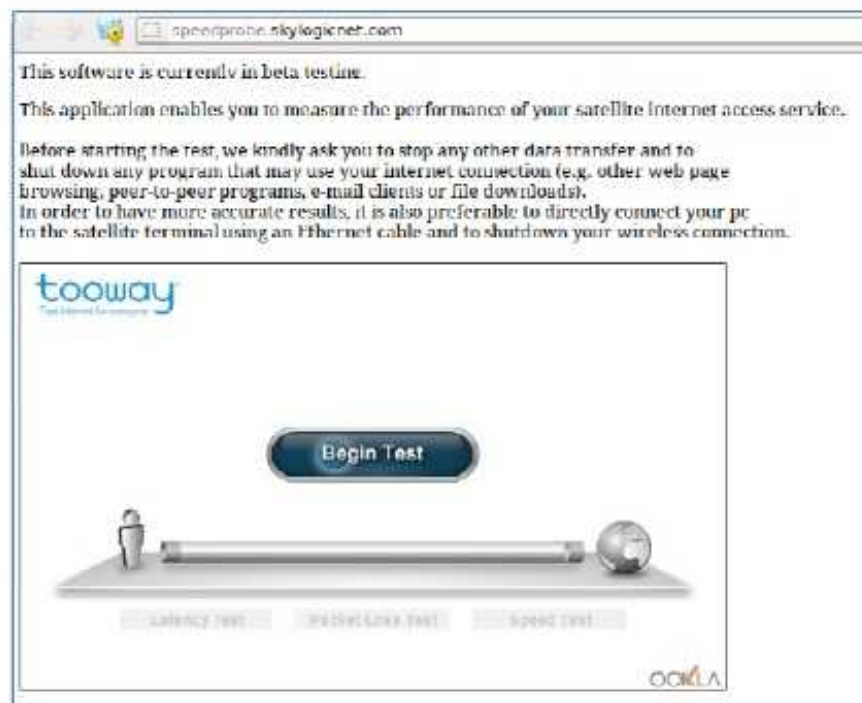 speedprobe.skylogicnet.com
This software is currently in beta testing.
This application enables you to measure the performance of your satellite internet access service.
Before starting the test, we kindly ask you to stop any other data transfer and to
shut down any program that may use your internet connection (e.g. other web page
browsing, peer-to-peer programs, e-mail clients or file downloads).
In order to have more accurate results, it is also preferable to directly connect your pc
to the satellite terminal using an Ethernet cable and to shutdown your wireless connection.
tooway
Begin Test
Latency Test Packet Loss Test Speed Test
OOKLA